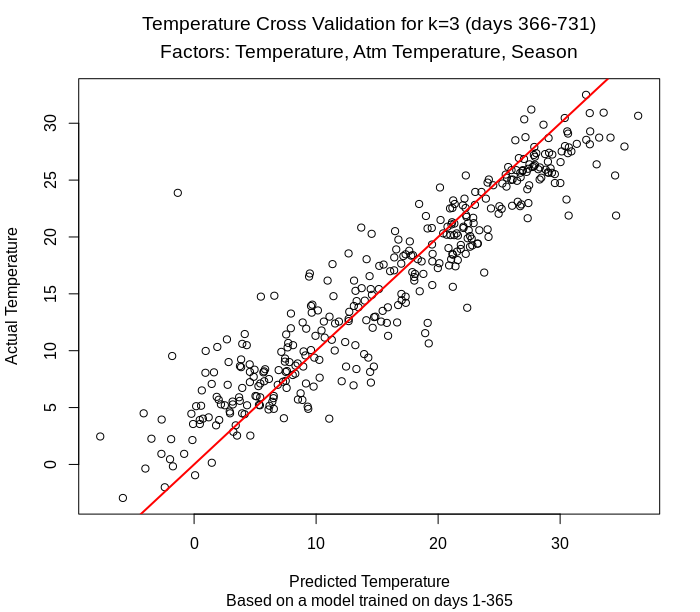 Temperature Cross Validation for k=3 (days 366-731)
Factors: Temperature, Atm Temperature, Season
Actual Temperature
30
25
20
15
10
5
0
0 10 20 30
Predicted Temperature
Based on a model trained on days 1-365